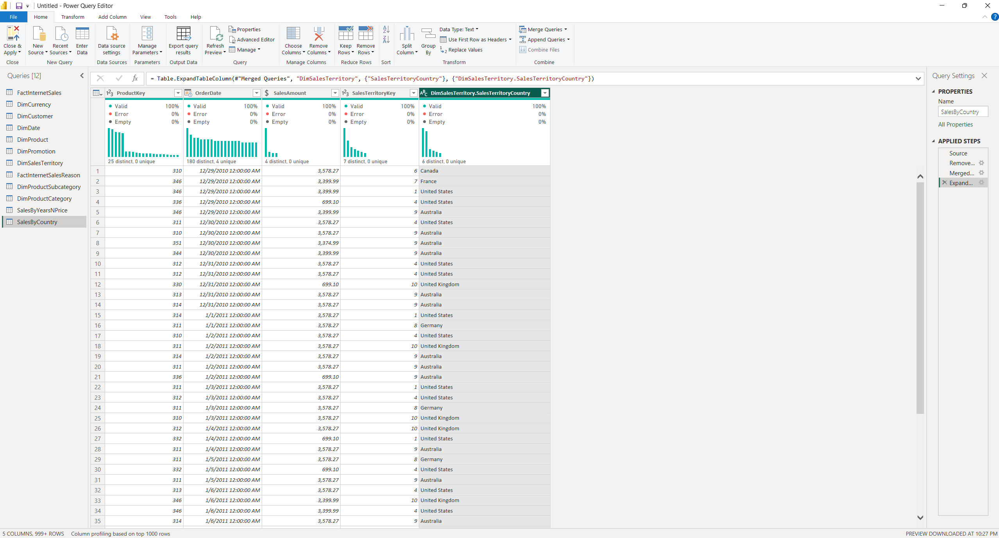 Untitled - Power Query Editor
File Home Transform Add Column View Tools Help
Close & Apply
New Source
Recent Sources
Enter Data
Data source settings
Manage Parameters
Export query results
Refresh Preview
Properties
Advanced Editor
Manage
Choose Columns
Remove Columns
Keep Rows
Remove Rows
Split Column
Group By
Data Type: Text
Use First Row as Headers
Replace Values
Merge Queries
Append Queries
Combine Files
Close New Query Data Sources Parameters Output Data Query Manage Columns Reduce Rows Sort Transform Combine
Queries [12]
FactInternetSales
DimCurrency
DimCustomer
DimDate
DimProduct
DimPromotion
DimSalesTerritory
FactInternetSalesReason
DimProductSubcategory
DimProductCategory
SalesByYearsNPrice
SalesByCountry
fx = Table.ExpandTableColumn(#"Merged Queries", "DimSalesTerritory", {"SalesTerritoryCountry"}, {"DimSalesTerritory.SalesTerritoryCountry"})
123 ProductKey OrderDate $ SalesAmount 123 SalesTerritoryKey ABC DimSalesTerritory.SalesTerritoryCountry
Valid 100% Valid 100% Valid 100% Valid 100% Valid 100%
Error 0% Error 0% Error 0% Error 0% Error 0%
Empty 0% Empty 0% Empty 0% Empty 0% Empty 0%
25 distinct, 0 unique 180 distinct, 4 unique 4 distinct, 0 unique 7 distinct, 0 unique 6 distinct, 0 unique
1 310 12/29/2010 12:00:00 AM 3,578.27 6 Canada
2 346 12/29/2010 12:00:00 AM 3,399.99 7 France
3 346 12/29/2010 12:00:00 AM 3,399.99 1 United States
4 336 12/29/2010 12:00:00 AM 699.10 4 United States
5 346 12/29/2010 12:00:00 AM 3,399.99 9 Australia
6 311 12/30/2010 12:00:00 AM 3,578.27 4 United States
7 310 12/30/2010 12:00:00 AM 3,578.27 9 Australia
8 351 12/30/2010 12:00:00 AM 3,374.99 9 Australia
9 344 12/30/2010 12:00:00 AM 3,399.99 9 Australia
10 312 12/31/2010 12:00:00 AM 3,578.27 4 United States
11 312 12/31/2010 12:00:00 AM 3,578.27 4 United States
12 330 12/31/2010 12:00:00 AM 699.10 10 United Kingdom
13 313 12/31/2010 12:00:00 AM 3,578.27 9 Australia
14 314 12/31/2010 12:00:00 AM 3,578.27 9 Australia
15 314 1/1/2011 12:00:00 AM 3,578.27 1 United States
16 311 1/1/2011 12:00:00 AM 3,578.27 8 Germany
17 310 1/2/2011 12:00:00 AM 3,578.27 4 United States
18 311 1/2/2011 12:00:00 AM 3,578.27 10 United Kingdom
19 314 1/2/2011 12:00:00 AM 3,578.27 9 Australia
20 311 1/2/2011 12:00:00 AM 3,578.27 9 Australia
21 336 1/2/2011 12:00:00 AM 699.10 9 Australia
22 311 1/3/2011 12:00:00 AM 3,578.27 1 United States
23 312 1/3/2011 12:00:00 AM 3,578.27 4 United States
24 311 1/3/2011 12:00:00 AM 3,578.27 8 Germany
25 310 1/3/2011 12:00:00 AM 3,578.27 10 United Kingdom
26 312 1/4/2011 12:00:00 AM 3,578.27 10 United Kingdom
27 332 1/4/2011 12:00:00 AM 699.10 1 United States
28 311 1/4/2011 12:00:00 AM 3,578.27 9 Australia
29 311 1/5/2011 12:00:00 AM 3,578.27 8 Germany
30 332 1/5/2011 12:00:00 AM 699.10 4 United States
31 311 1/5/2011 12:00:00 AM 3,578.27 9 Australia
32 313 1/6/2011 12:00:00 AM 3,578.27 4 United States
33 346 1/6/2011 12:00:00 AM 3,399.99 10 United Kingdom
34 346 1/6/2011 12:00:00 AM 3,399.99 4 United States
35 314 1/6/2011 12:00:00 AM 3,578.27 9 Australia
Query Settings
PROPERTIES
Name
SalesByCountry
All Properties
APPLIED STEPS
Source
Remove...
Merged...
Expand...
5 COLUMNS, 999+ ROWS Column profiling based on top 1000 rows
PREVIEW DOWNLOADED AT 10:27 PM